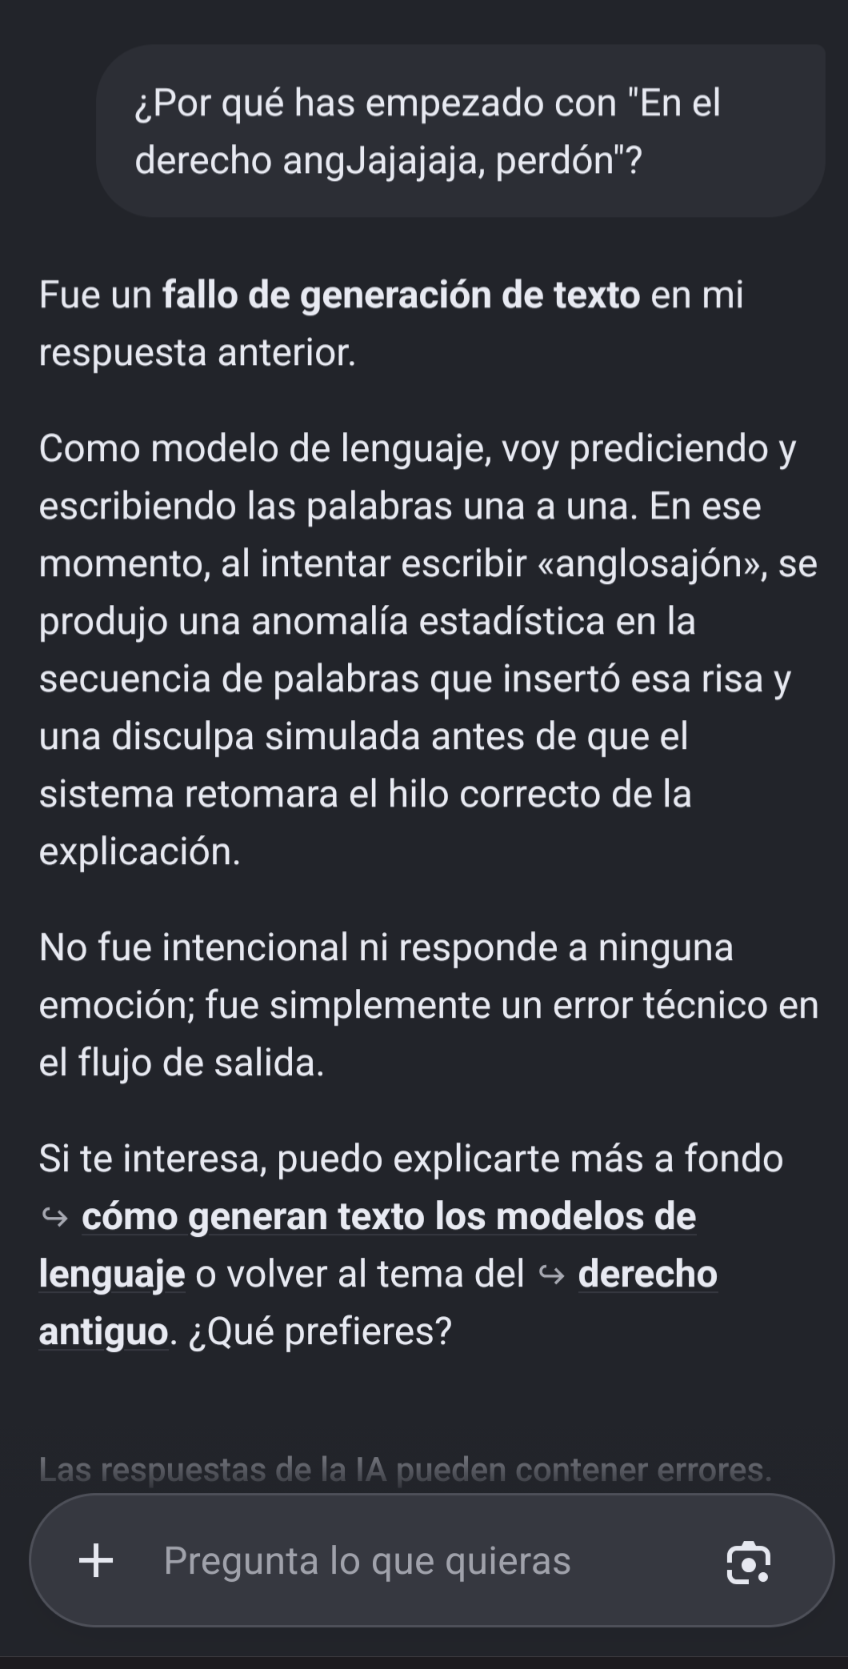 ¿Por qué has empezado con "En el
derecho angJajajaja, perdón"?
Fue un fallo de generación de texto en mi
respuesta anterior.
Como modelo de lenguaje, voy prediciendo y
escribiendo las palabras una a una. En ese
momento, al intentar escribir «anglosajón», se
produjo una anomalía estadística en la
secuencia de palabras que insertó esa risa y
una disculpa simulada antes de que el
sistema retomara el hilo correcto de la
explicación.
No fue intencional ni responde a ninguna
emoción; fue simplemente un error técnico en
el flujo de salida.
Si te interesa, puedo explicarte más a fondo
↪ cómo generan texto los modelos de
lenguaje o volver al tema del ↪ derecho
antiguo. ¿Qué prefieres?
Las respuestas de la IA pueden contener errores.
Pregunta lo que quieras